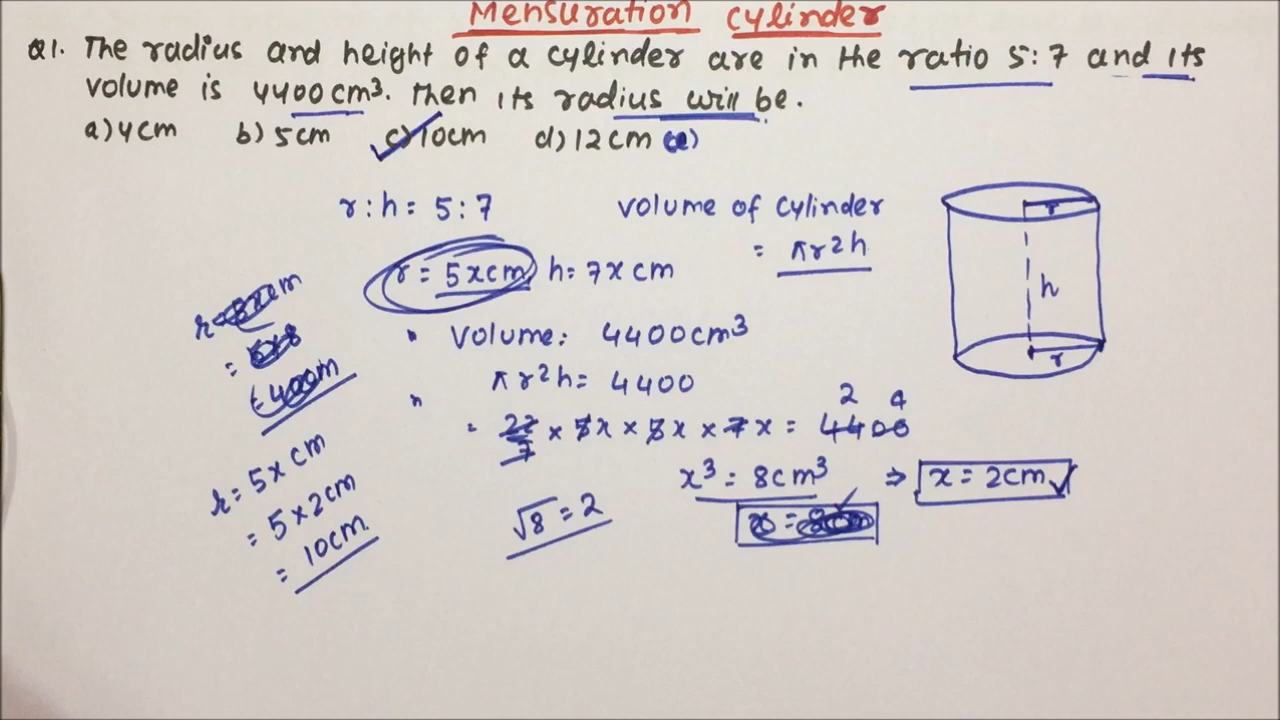 Mensuration cylinder
Q1. The radius and height of a cylinder are in the ratio 5:7 and its
volume is 4400cm³. Then its radius will be.
a) 4cm b) 5cm c) 10cm d) 12cm
r:h = 5:7
volume of cylinder
= πr2h
r = 5xcm h = 7x cm
r
h
r
Volume: 4400cm3
πr2h = 4400
2 4
= 22/7 × 5x × 5x × 7x = 4400
x3 = 8cm3 ⇒ x = 2cm
√8 = 2
r = 5x cm
= 5×2cm
= 10cm